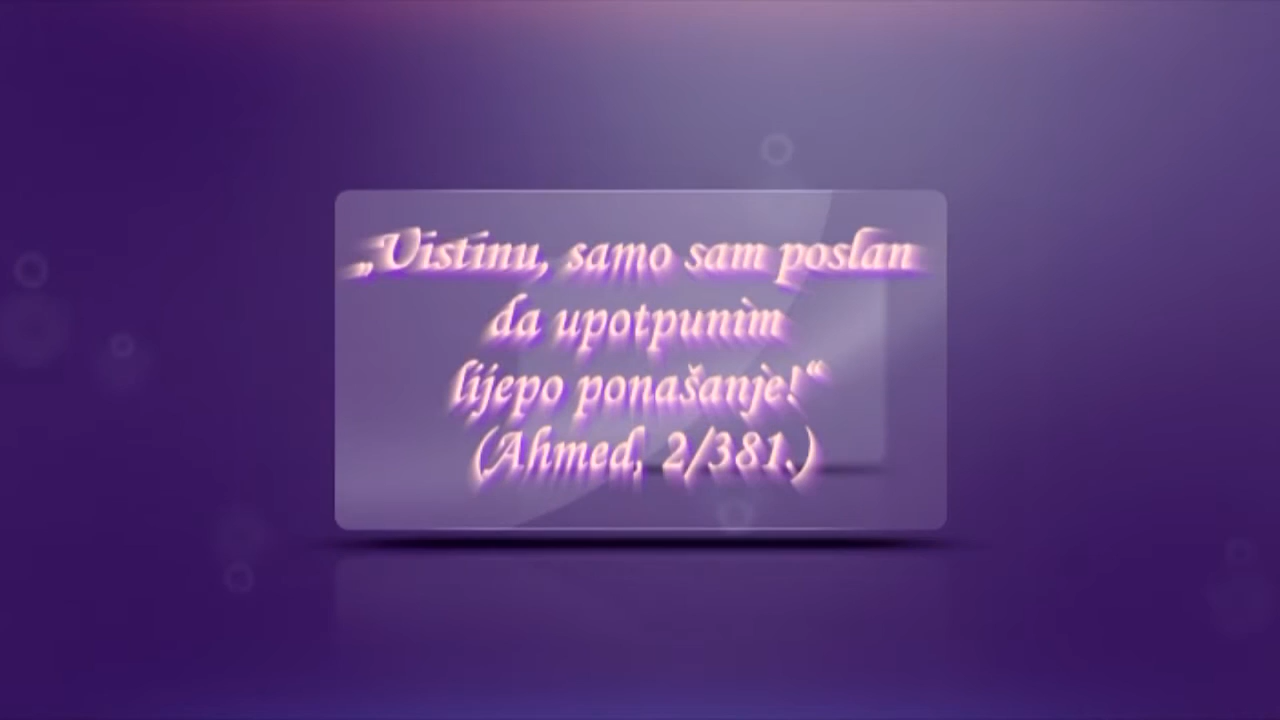 „Uistinu, samo sam poslan
da upotpunim
lijepo ponašanje!“
(Ahmed, 2/381.)